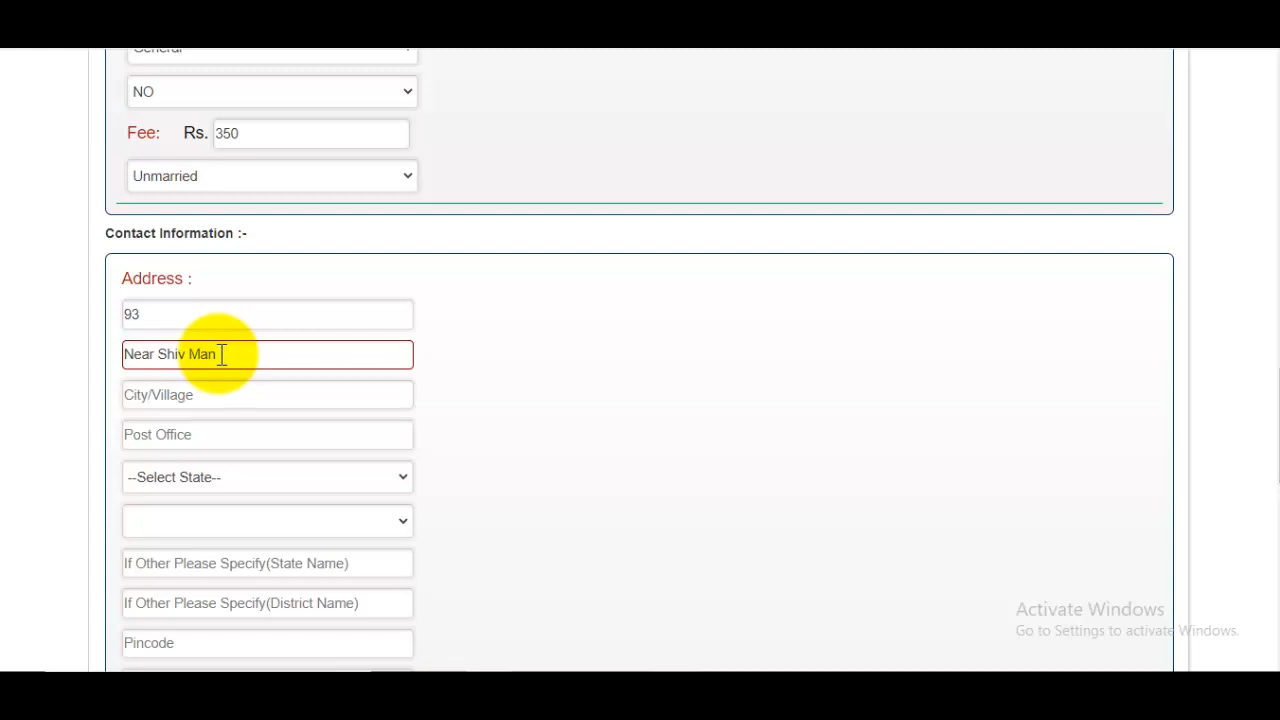 General
NO
Fee: Rs. 350
Unmarried
Contact Information :-
Address :
93
Near Shiv Man
City/Village
Post Office
--Select State--
If Other Please Specify(State Name)
If Other Please Specify(District Name)
Pincode
Activate Windows
Go to Settings to activate Windows.